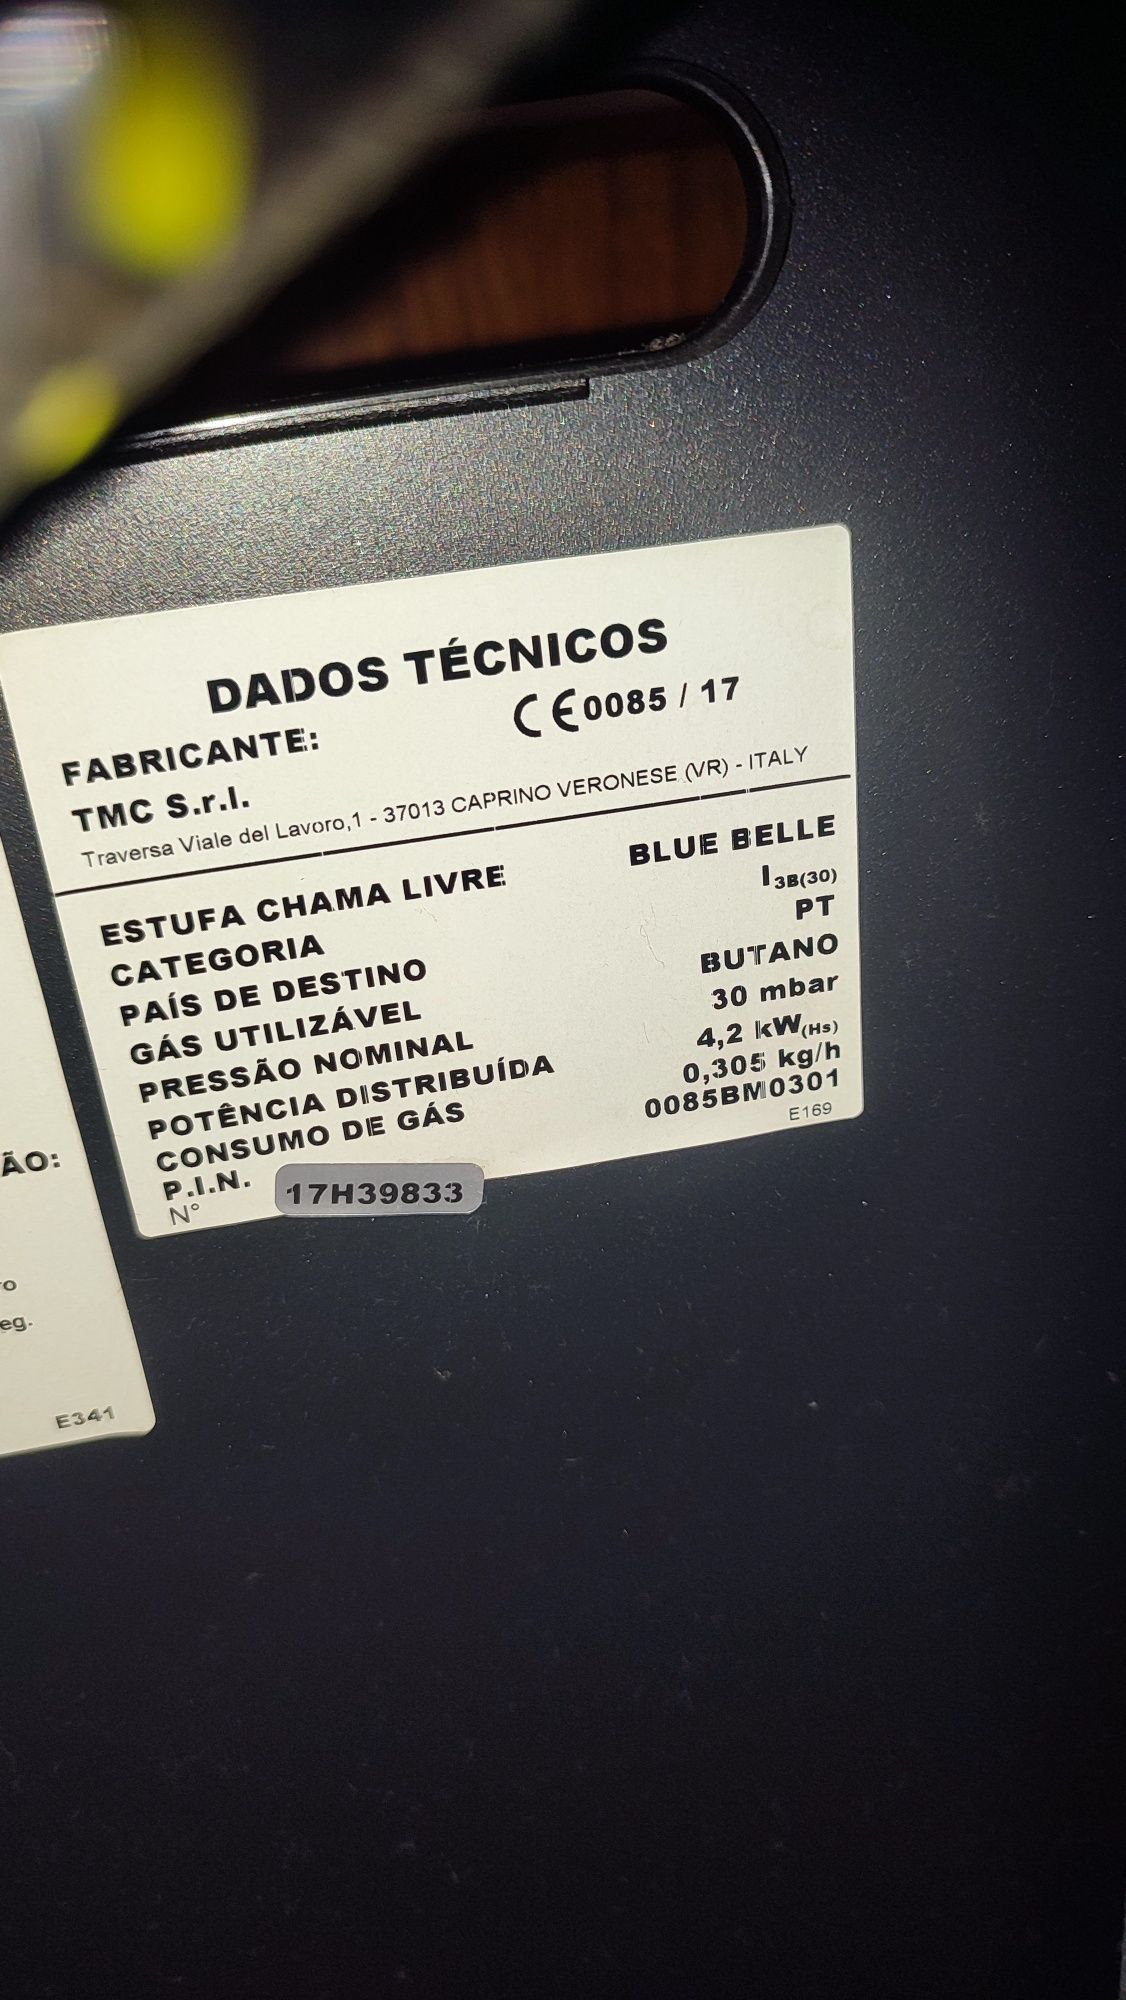 DADOS TÉCNICOS
FABRICANTE: CE0085 / 17
TMC S.r.l.
Traversa Viale del Lavoro,1 - 37013 CAPRINO VERONESE (VR) - ITALY
ESTUFA CHAMA LIVRE BLUE BELLE
CATEGORIA I3B(30)
PAÍS DE DESTINO PT
GÁS UTILIZÁVEL BUTANO
PRESSÃO NOMINAL 30 mbar
POTÊNCIA DISTRIBUÍDA 4,2 kW(Hs)
CONSUMO DE GÁS 0,305 kg/h
P.I.N. 0085BM0301
N° 17H39833 E169
ÃO:
eg.
E341